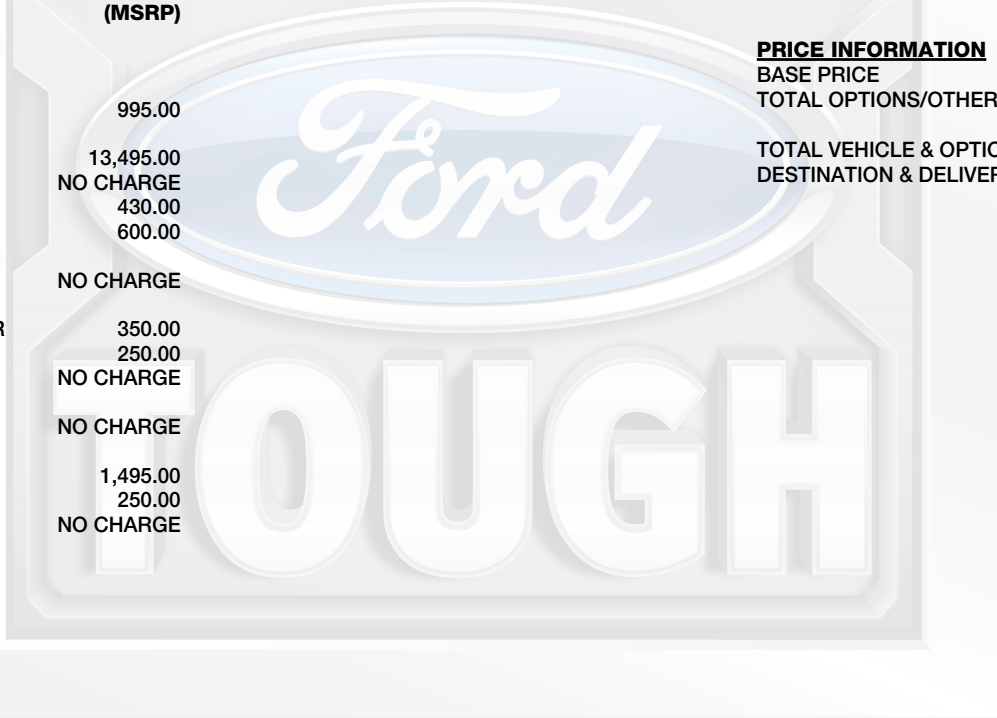 (MSRP)
995.00
13,495.00
NO CHARGE
430.00
600.00
NO CHARGE
R 350.00
250.00
NO CHARGE
NO CHARGE
1,495.00
250.00
NO CHARGE
PRICE INFORMATION
BASE PRICE
TOTAL OPTIONS/OTHER
TOTAL VEHICLE & OPTIO
DESTINATION & DELIVER
Ford
TOUGH